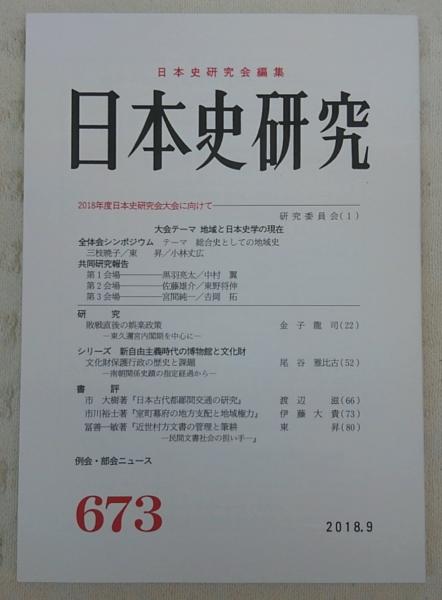 日本史研究会編集
日本史研究
2018年度日本史研究会大会に向けて――研究委員会(1)
大会テーマ 地域と日本史学の現在
全体会シンポジウム テーマ 総合史としての地域史
三枝暁子／東 昇／小林丈広
共同研究報告
第1会場――黒羽亮太／中村 翼
第2会場――佐藤雄介／東野将伸
第3会場――宮間純一／吉岡 拓
研 究
敗戦直後の娯楽政策 金子龍司(22)
―東久邇宮内閣期を中心に―
シリーズ 新自由主義時代の博物館と文化財
文化財保護行政の歴史と課題 尾谷雅比古(52)
―南朝関係史蹟の指定経過から―
書 評
市 大樹著『日本古代都鄙間交通の研究』 渡辺 滋(66)
市川裕士著『室町幕府の地方支配と地域権力』 伊藤大貴(73)
冨善一敏著『近世村方文書の管理と筆耕 東 昇(80)
―民間文書社会の担い手―』
例会・部会ニュース
673
2018.9